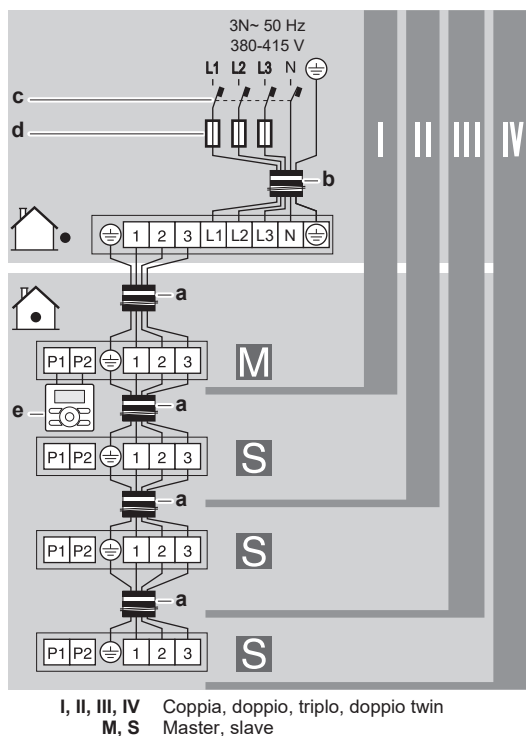 3N~ 50 Hz
380-415 V
L1 L2 L3 N
c
d
I II III IV
b
1 2 3 L1 L2 L3 N
a
P1 P2 1 2 3 M
e a
P1 P2 1 2 3 S
a
P1 P2 1 2 3 S
a
P1 P2 1 2 3 S
I, II, III, IV Coppia, doppio, triplo, doppio twin
M, S Master, slave